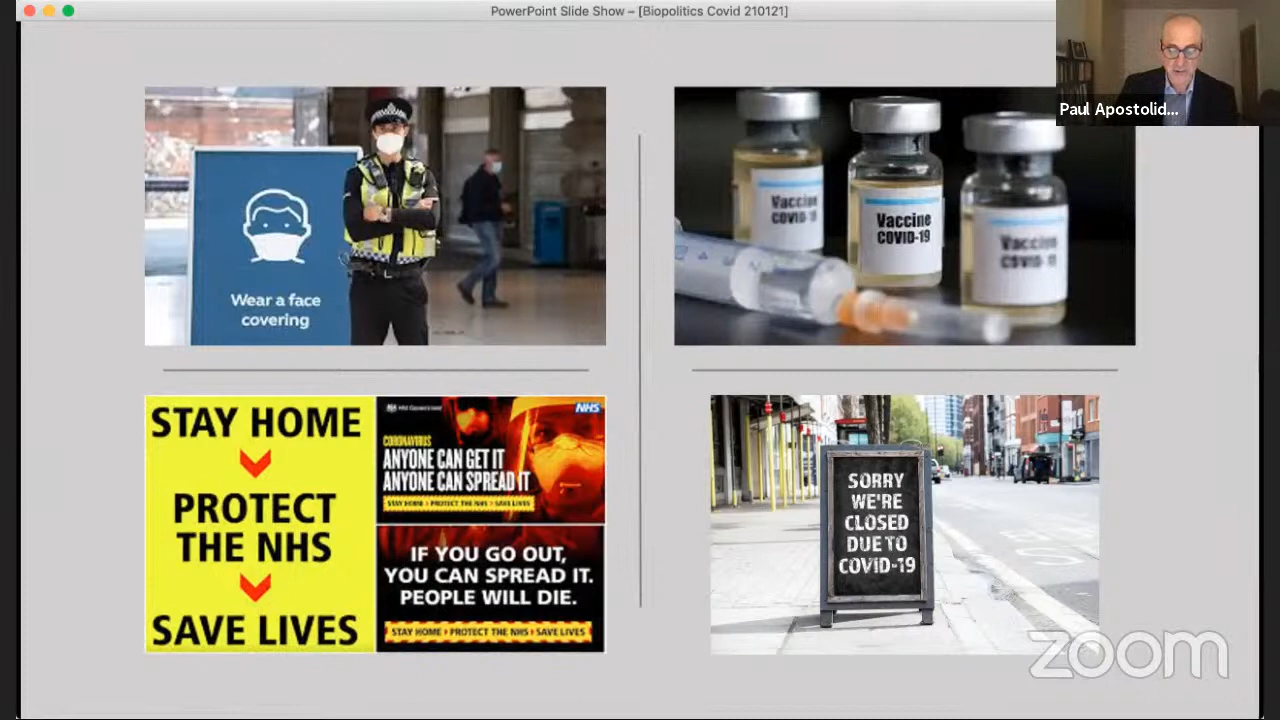 PowerPoint Slide Show – [Biopolitics Covid 210121]
Paul Apostolid...
Wear a face
covering
Vaccine
COVID-19
Vaccine
COVID-19
Vaccine
COVID-19
STAY HOME
PROTECT
THE NHS
SAVE LIVES
HM Government
NHS
CORONAVIRUS
ANYONE CAN GET IT
ANYONE CAN SPREAD IT
STAY HOME › PROTECT THE NHS › SAVE LIVES
IF YOU GO OUT,
YOU CAN SPREAD IT.
PEOPLE WILL DIE.
STAY HOME › PROTECT THE NHS › SAVE LIVES
SORRY
WE'RE
CLOSED
DUE TO
COVID-19
zoom